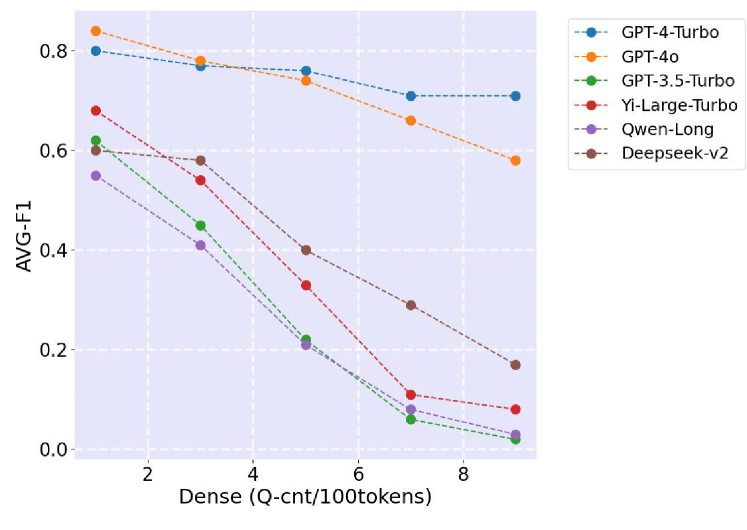 GPT-4-Turbo
GPT-4o
GPT-3.5-Turbo
Yi-Large-Turbo
Qwen-Long
Deepseek-v2
AVG-F1
0.8
0.6
0.4
0.2
0.0
2 4 6 8
Dense (Q-cnt/100tokens)